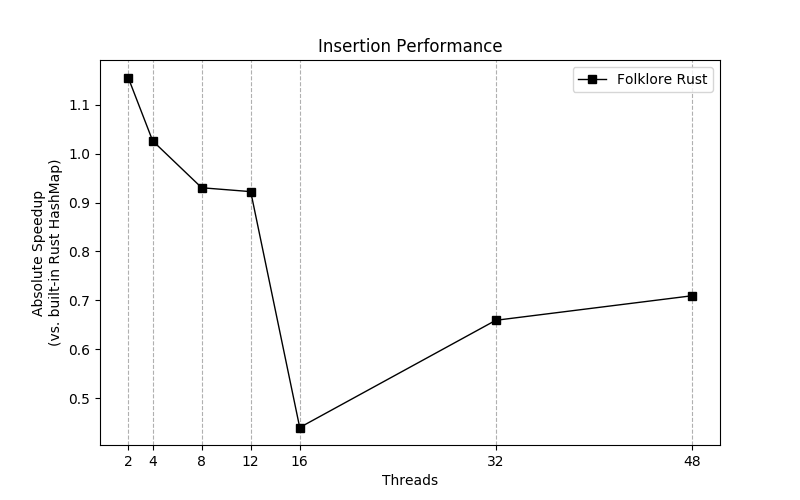 Insertion Performance
Folklore Rust
1.1
1.0
0.9
0.8
0.7
0.6
0.5
Absolute Speedup
(vs. built-in Rust HashMap)
2 4 8 12 16 32 48
Threads